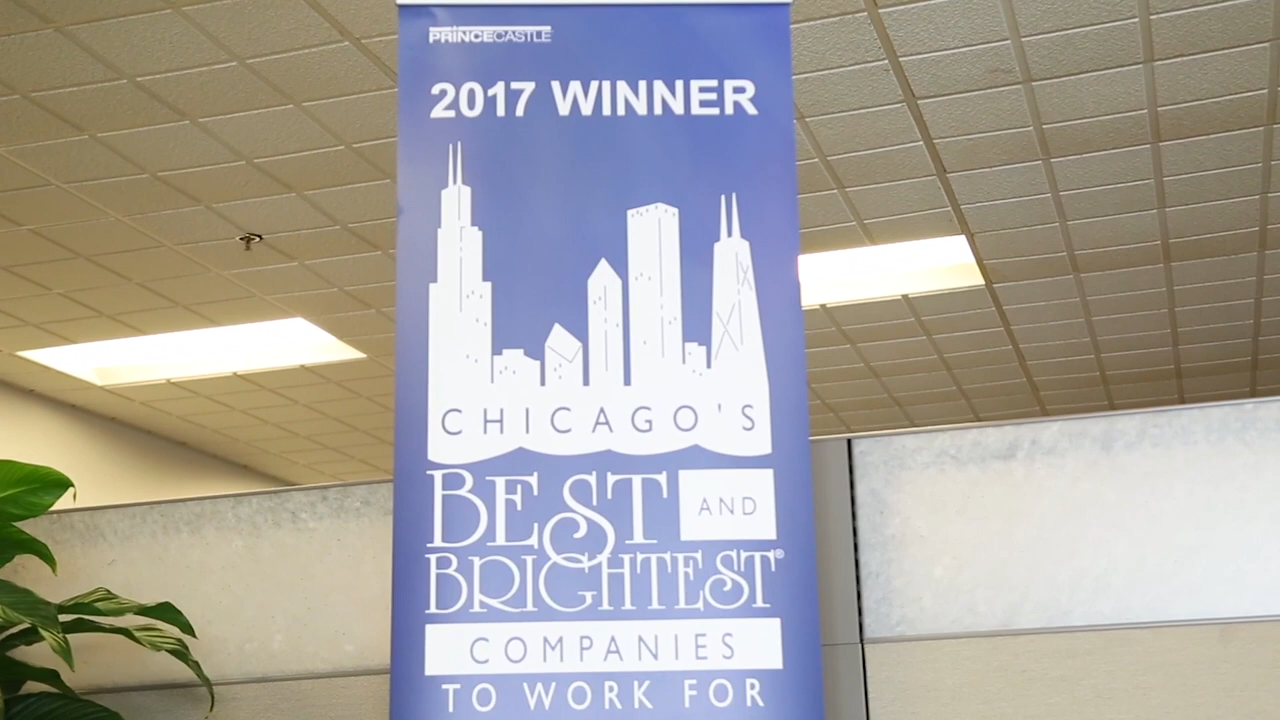 PRINCECASTLE
2017 WINNER
CHICAGO'S
BEST AND
BRIGHTEST®
COMPANIES
TO WORK FOR